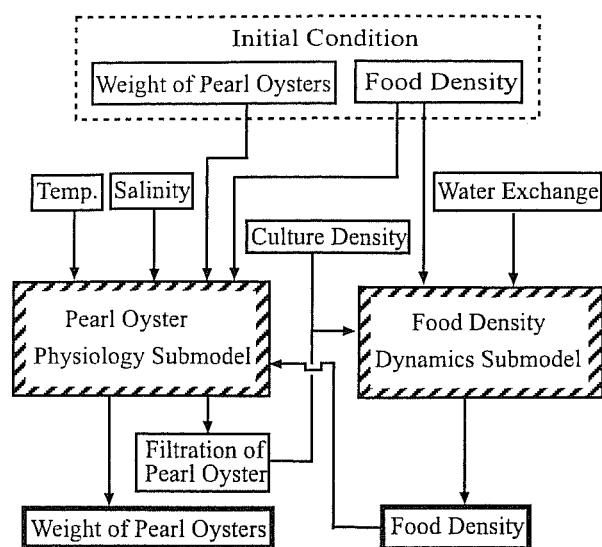 Initial Condition
Weight of Pearl Oysters
Food Density
Temp.
Salinity
Water Exchange
Culture Density
Pearl Oyster
Physiology Submodel
Food Density
Dynamics Submodel
Filtration of
Pearl Oyster
Weight of Pearl Oysters
Food Density